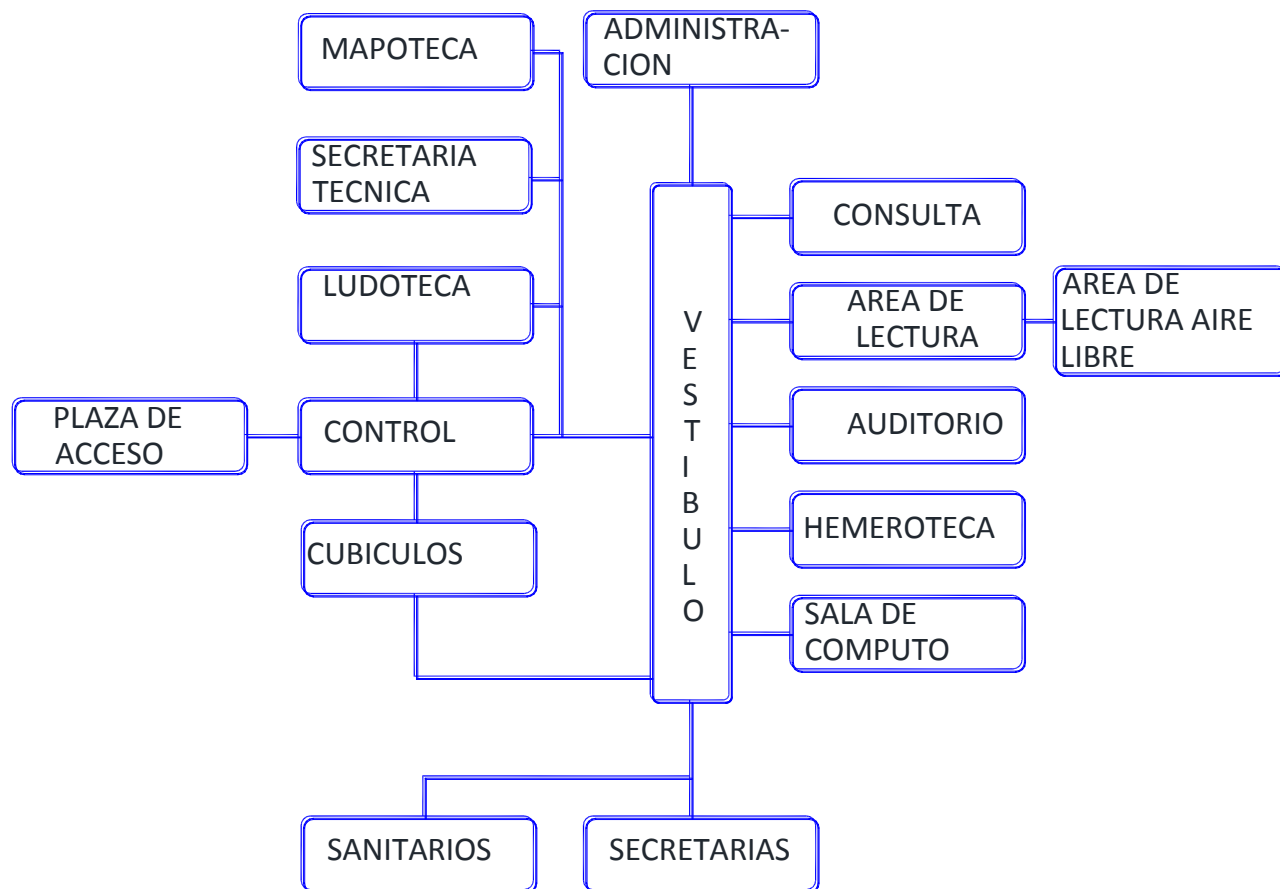 MAPOTECA
ADMINISTRA-
CION
SECRETARIA
TECNICA
CONSULTA
LUDOTECA
AREA DE
LECTURA
AREA DE
LECTURA AIRE
LIBRE
PLAZA DE
ACCESO
CONTROL
V
E
S
T
I
B
U
L
O
AUDITORIO
CUBICULOS
HEMEROTECA
SALA DE
COMPUTO
SANITARIOS
SECRETARIAS